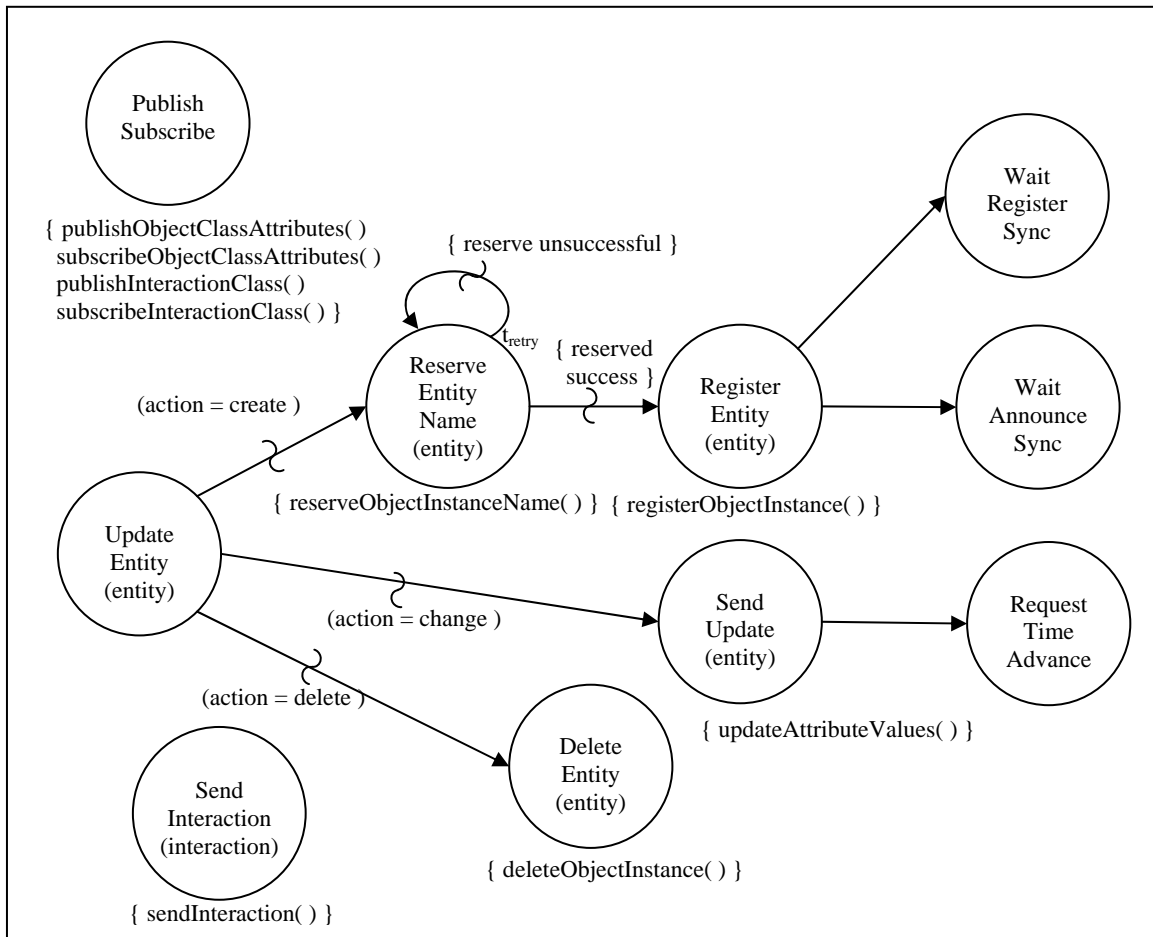 Publish
Subscribe
{ publishObjectClassAttributes( )
subscribeObjectClassAttributes( )
publishInteractionClass( )
subscribeInteractionClass( ) }
{ reserve unsuccessful }
t_retry
{ reserved
success }
Wait
Register
Sync
(action = create )
Reserve
Entity
Name
(entity)
{ reserveObjectInstanceName( ) }
Register
Entity
(entity)
{ registerObjectInstance( ) }
Wait
Announce
Sync
Update
Entity
(entity)
(action = change )
Send
Update
(entity)
{ updateAttributeValues( ) }
Request
Time
Advance
(action = delete )
Delete
Entity
(entity)
{ deleteObjectInstance( ) }
Send
Interaction
(interaction)
{ sendInteraction( ) }